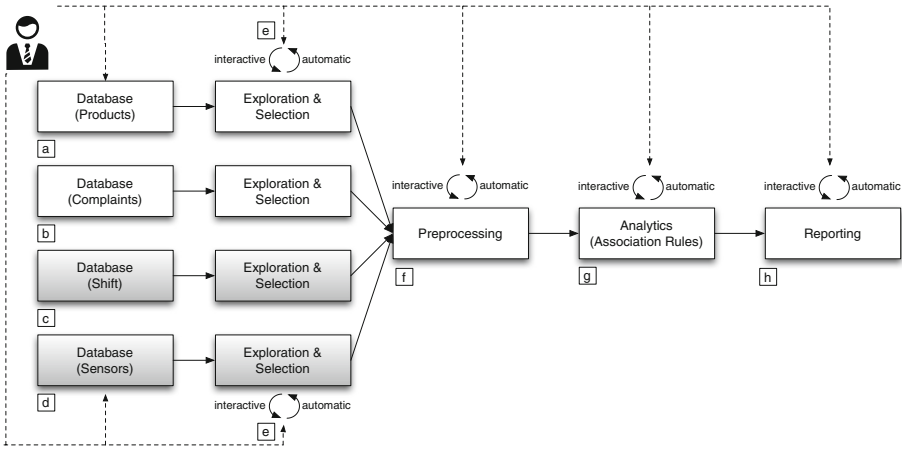 e
interactive automatic
Database
(Products)
Exploration &
Selection
a
interactive automatic
interactive automatic
interactive automatic
Database
(Complaints)
Exploration &
Selection
b
Preprocessing
Analytics
(Association Rules)
Reporting
f
g
h
Database
(Shift)
Exploration &
Selection
c
Database
(Sensors)
Exploration &
Selection
d
interactive automatic
e